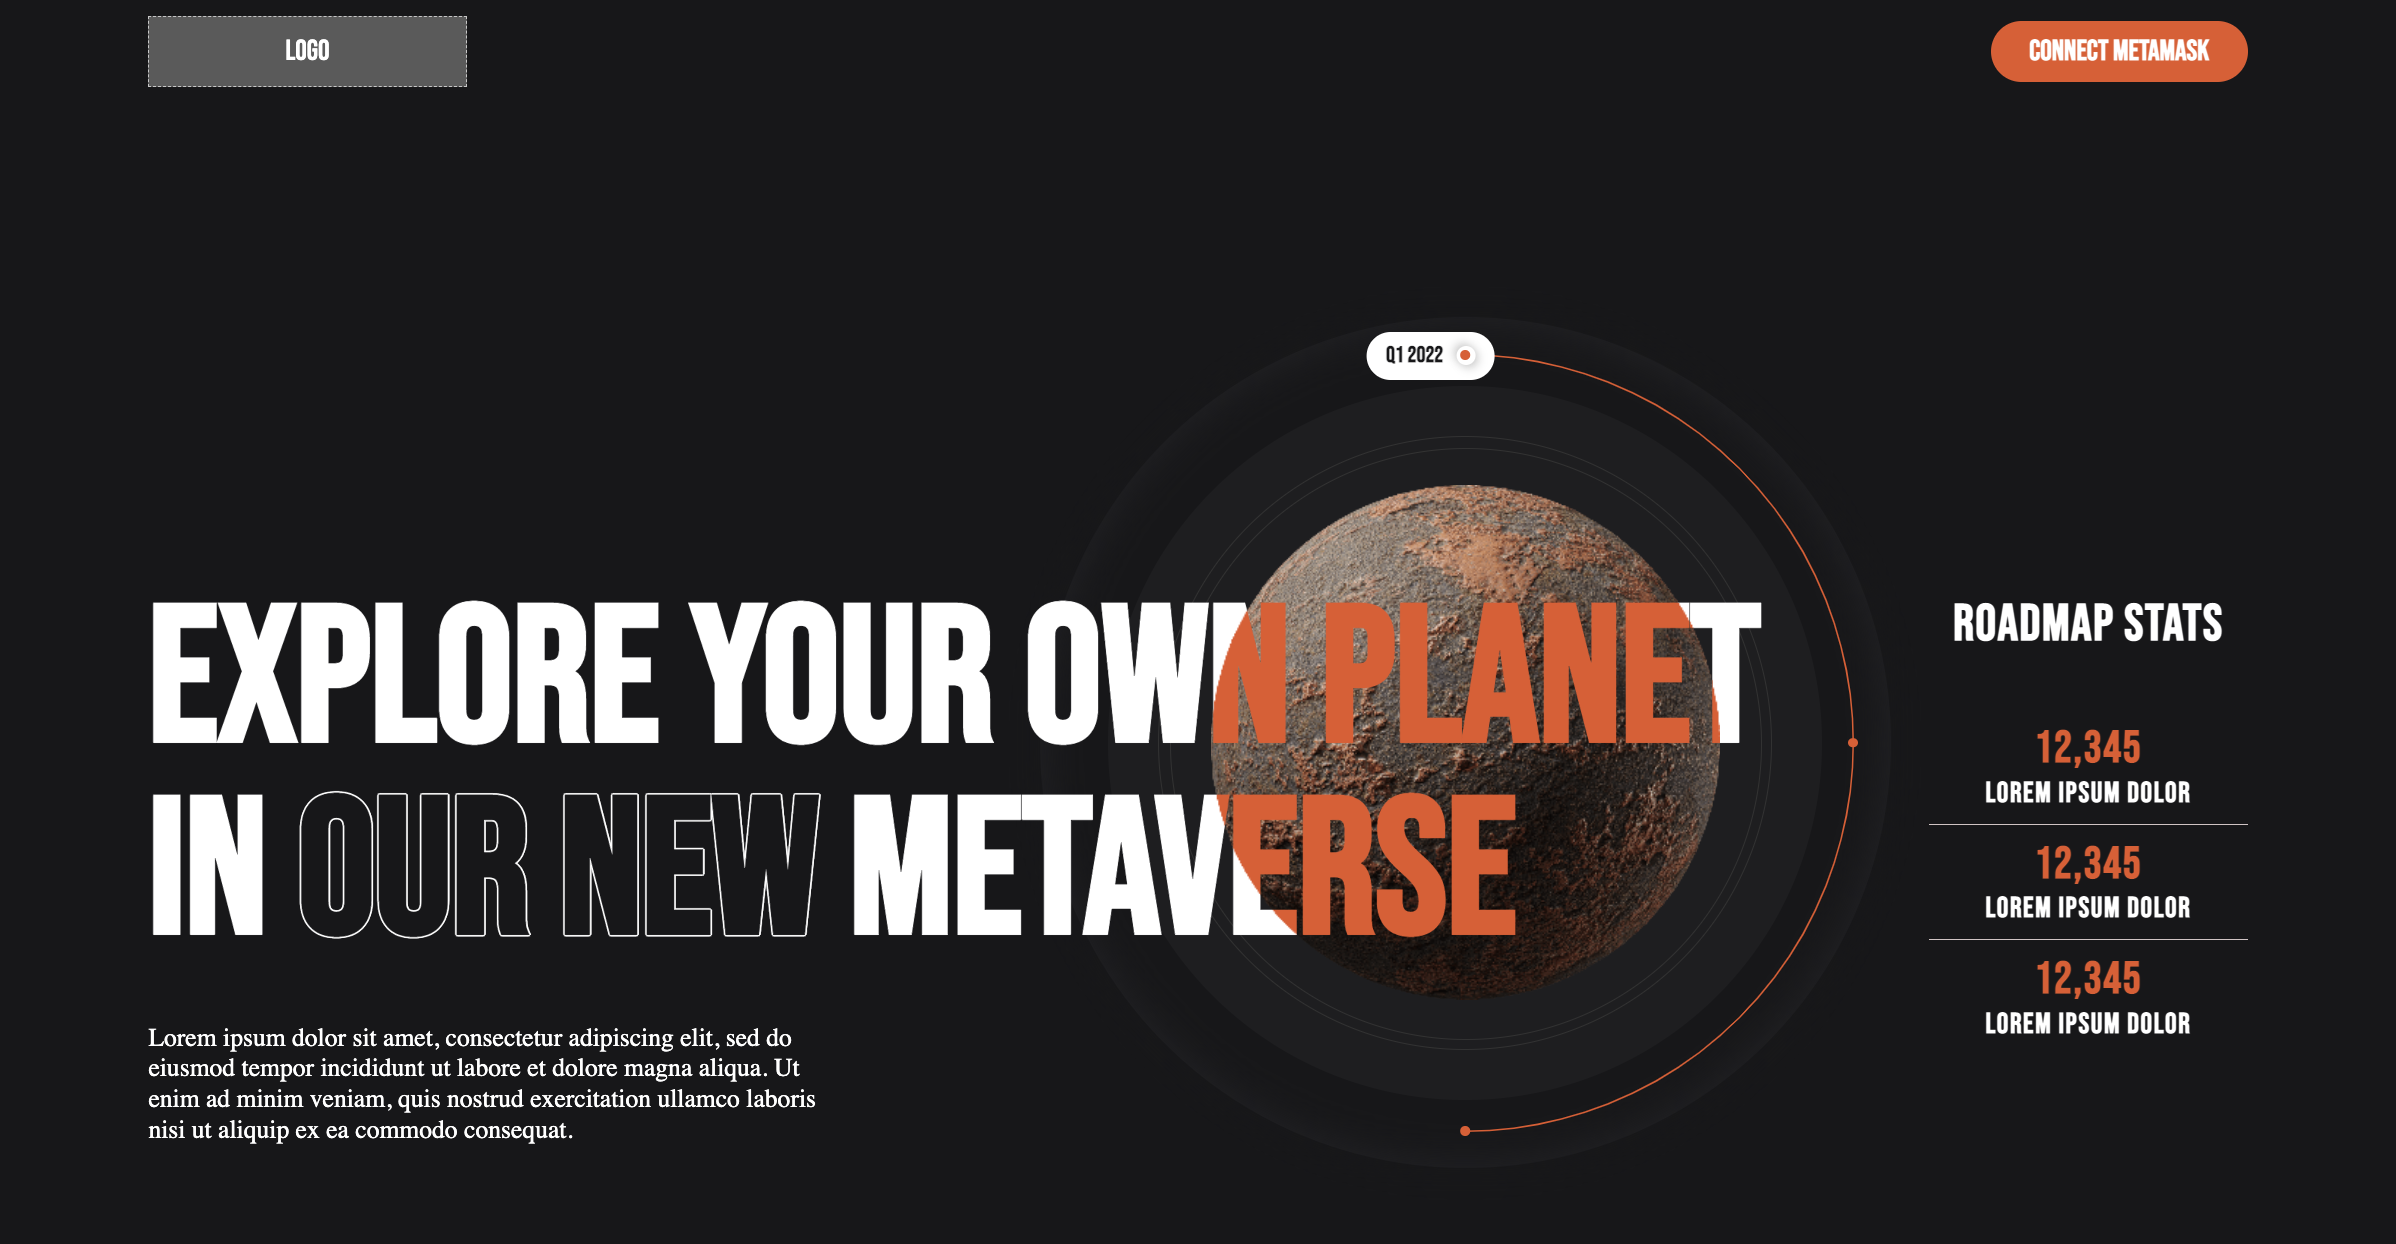 LOGO
CONNECT METAMASK
Q1 2022
EXPLORE YOUR OWN PLANET
IN OUR NEW METAVERSE
Lorem ipsum dolor sit amet, consectetur adipiscing elit, sed do
eiusmod tempor incididunt ut labore et dolore magna aliqua. Ut
enim ad minim veniam, quis nostrud exercitation ullamco laboris
nisi ut aliquip ex ea commodo consequat.
ROADMAP STATS
12,345
LOREM IPSUM DOLOR
12,345
LOREM IPSUM DOLOR
12,345
LOREM IPSUM DOLOR